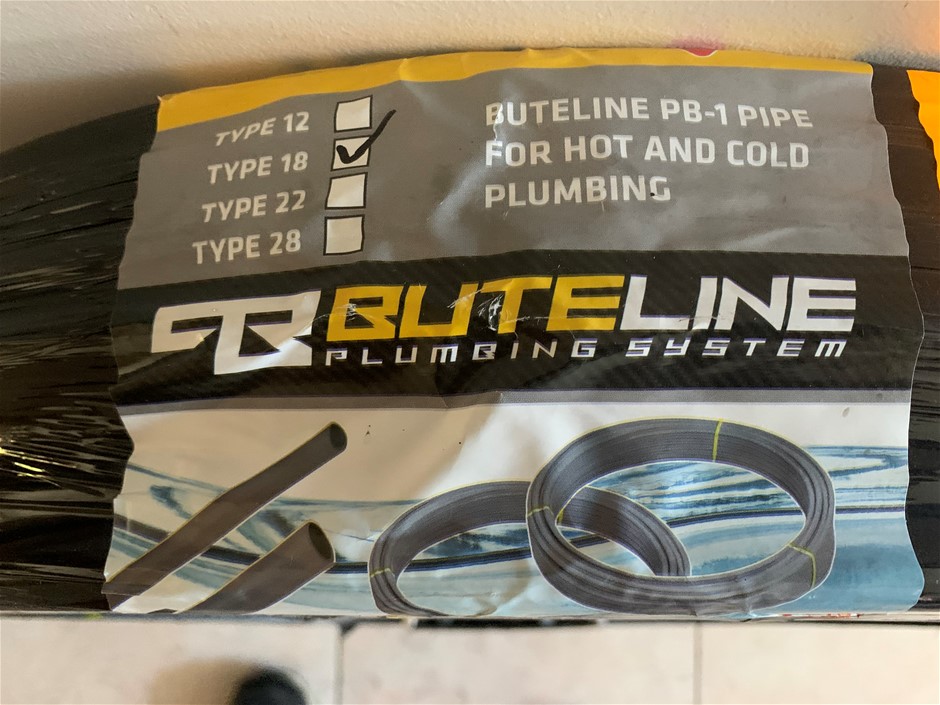 TYPE 12
TYPE 18
TYPE 22
TYPE 28
BUTELINE PB-1 PIPE
FOR HOT AND COLD
PLUMBING
BUTELINE
PLUMBING SYSTEM